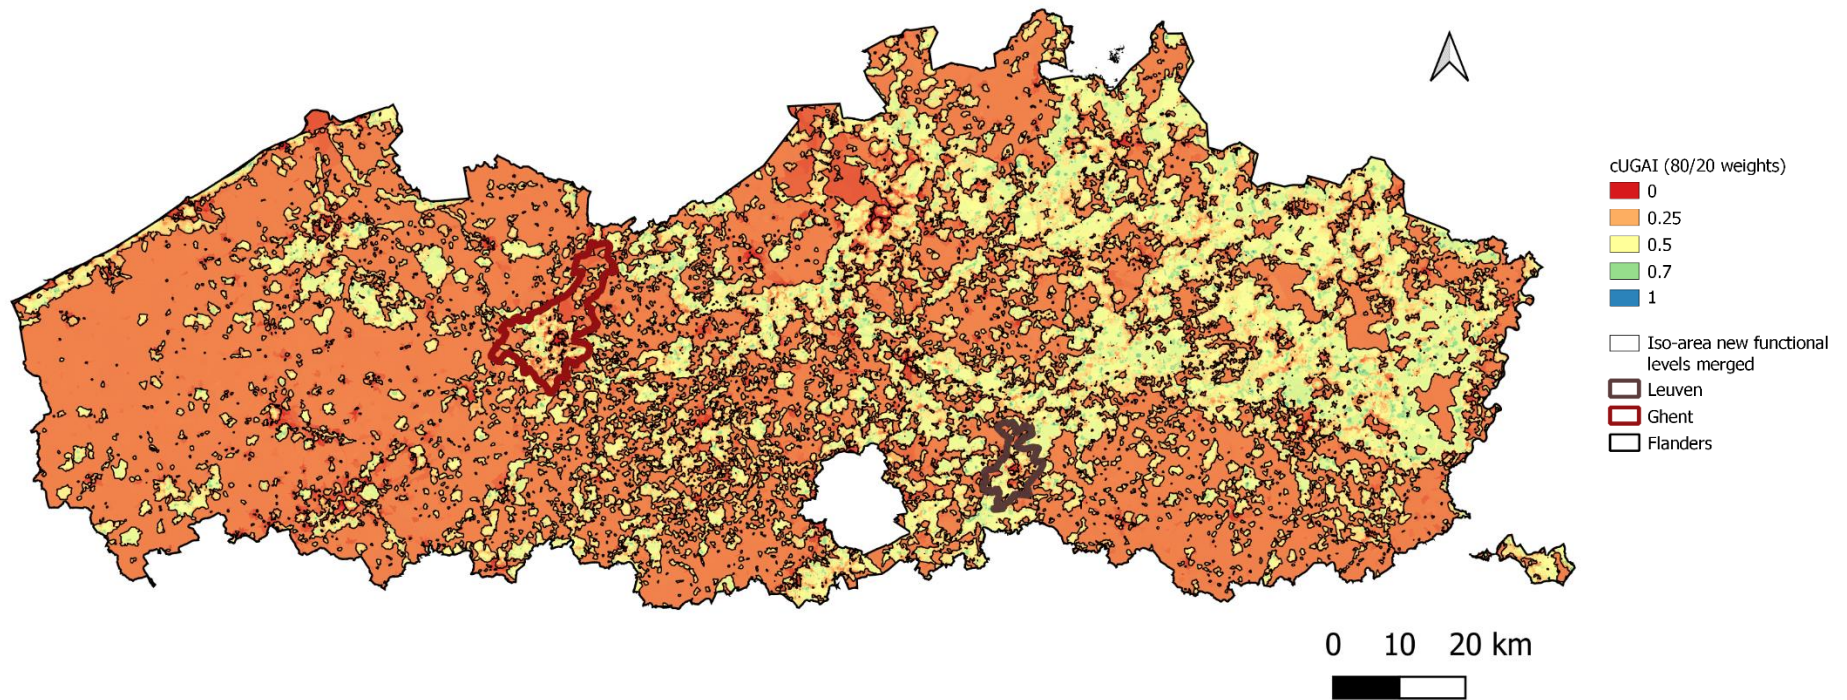 cUGAI (80/20 weights)
0
0.25
0.5
0.7
1
Iso-area new functional
levels merged
Leuven
Ghent
Flanders
0 10 20 km